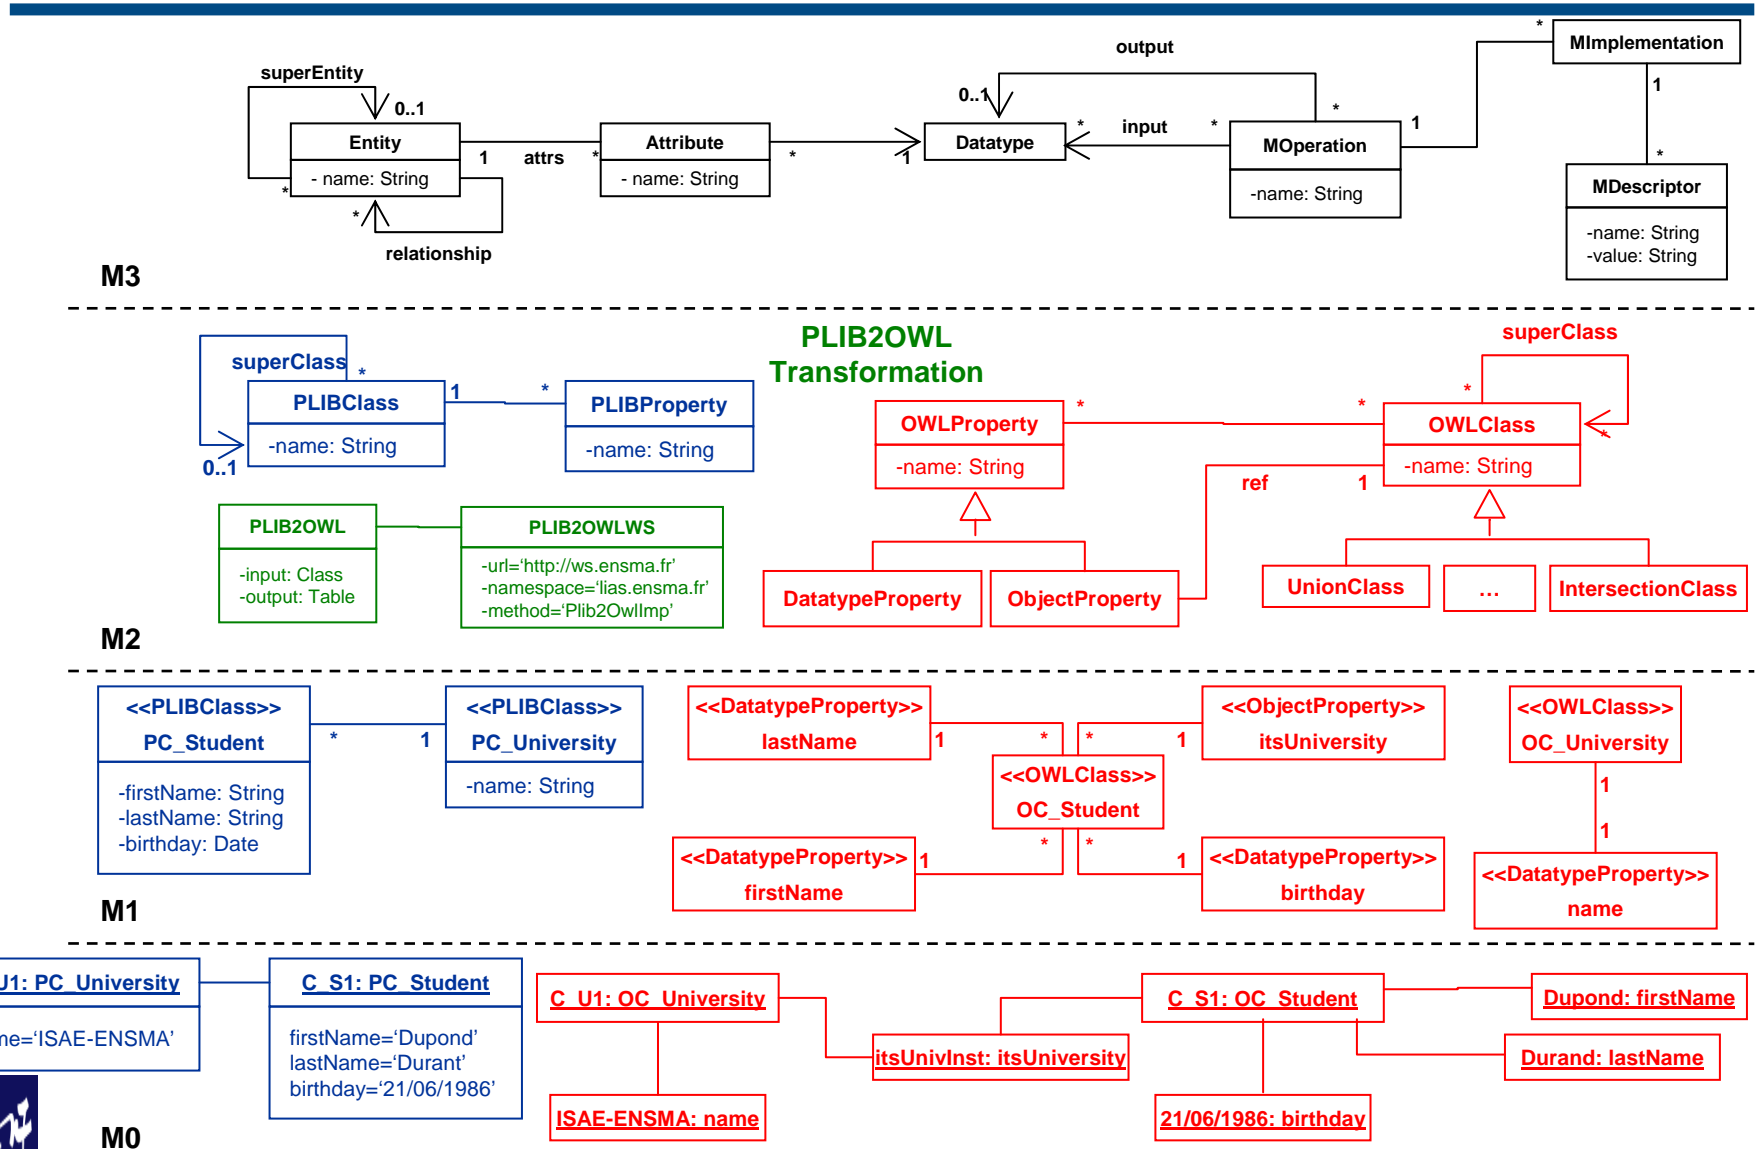 output
MImplementation
*
superEntity
1
0..1
0..1
*
Entity
Attribute
Datatype
*
input
*
MOperation
1
1
attrs
*
*
1
- name: String
- name: String
-name: String
*
MDescriptor
-name: String
-value: String
*
*
relationship
M3
PLIB2OWL
Transformation
superClass
superClass
*
PLIBClass
1
*
PLIBProperty
-name: String
-name: String
0..1
OWLProperty
*
*
*
OWLClass
*
-name: String
-name: String
ref
1
PLIB2OWL
-input: Class
-output: Table
PLIB2OWLWS
-url=‘http://ws.ensma.fr’
-namespace=‘lias.ensma.fr’
-method=‘Plib2OwlImp’
DatatypeProperty
ObjectProperty
UnionClass
…
IntersectionClass
M2
<<PLIBClass>>
PC_Student
-firstName: String
-lastName: String
-birthday: Date
*
1
<<PLIBClass>>
PC_University
-name: String
<<DatatypeProperty>>
lastName
1
*
*
1
<<ObjectProperty>>
itsUniversity
<<OWLClass>>
OC_Student
<<DatatypeProperty>>
firstName
1
*
*
1
<<DatatypeProperty>>
birthday
<<OWLClass>>
OC_University
1
1
<<DatatypeProperty>>
name
M1
U1: PC_University
me=‘ISAE-ENSMA’
C_S1: PC_Student
firstName=‘Dupond’
lastName=‘Durant’
birthday=‘21/06/1986’
C_U1: OC_University
itsUnivInst: itsUniversity
ISAE-ENSMA: name
C_S1: OC_Student
Dupond: firstName
Durand: lastName
21/06/1986: birthday
M0